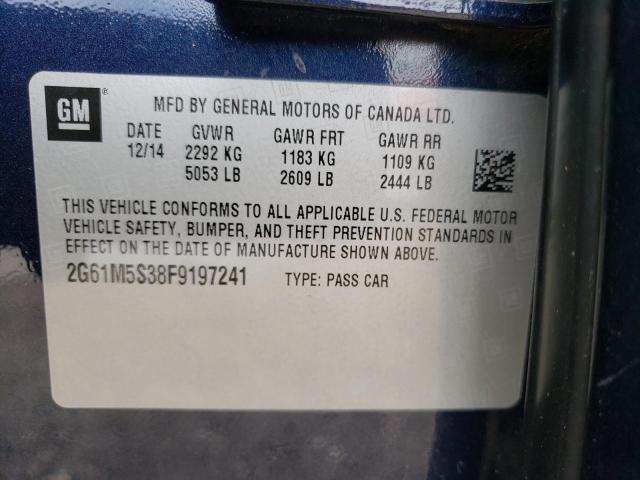 GM ®
MFD BY GENERAL MOTORS OF CANADA LTD.
DATE GVWR GAWR FRT GAWR RR
12/14 2292 KG 1183 KG 1109 KG
5053 LB 2609 LB 2444 LB
THIS VEHICLE CONFORMS TO ALL APPLICABLE U.S. FEDERAL MOTOR
VEHICLE SAFETY, BUMPER, AND THEFT PREVENTION STANDARDS IN
EFFECT ON THE DATE OF MANUFACTURE SHOWN ABOVE.
2G61M5S38F9197241 TYPE: PASS CAR